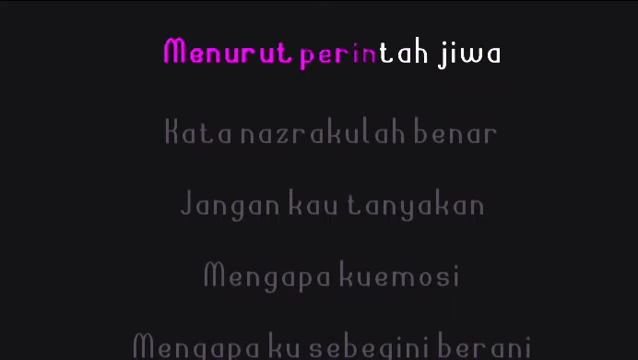 Menurut perintah jiwa
Kata nazrakulah benar
Jangan kau tanyakan
Mengapa kuemosi
Mengapa ku sebegini berani